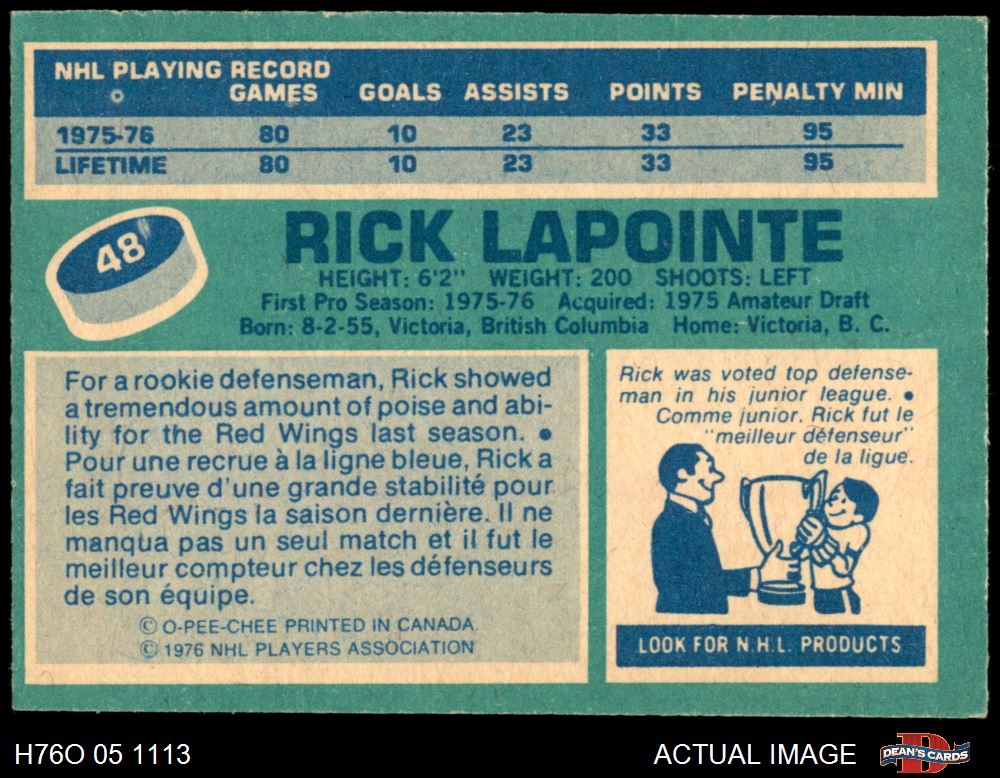 NHL PLAYING RECORD
GAMES GOALS ASSISTS POINTS PENALTY MIN
1975-76 80 10 23 33 95
LIFETIME 80 10 23 33 95
48
RICK LAPOINTE
HEIGHT: 6'2" WEIGHT: 200 SHOOTS: LEFT
First Pro Season: 1975-76 Acquired: 1975 Amateur Draft
Born: 8-2-55, Victoria, British Columbia Home: Victoria, B. C.
For a rookie defenseman, Rick showed
a tremendous amount of poise and abi-
lity for the Red Wings last season. ●
Pour une recrue à la ligne bleue, Rick a
fait preuve d'une grande stabilité pour
les Red Wings la saison dernière. Il ne
manqua pas un seul match et il fut le
meilleur compteur chez les défenseurs
de son équipe.
© O-PEE-CHEE PRINTED IN CANADA.
© 1976 NHL PLAYERS ASSOCIATION
Rick was voted top defense-
man in his junior league. ●
Comme junior. Rick fut le
"meilleur défenseur"
de la ligue.
LOOK FOR N.H.L. PRODUCTS
H76O 05 1113
ACTUAL IMAGE
DEAN'S CARDS